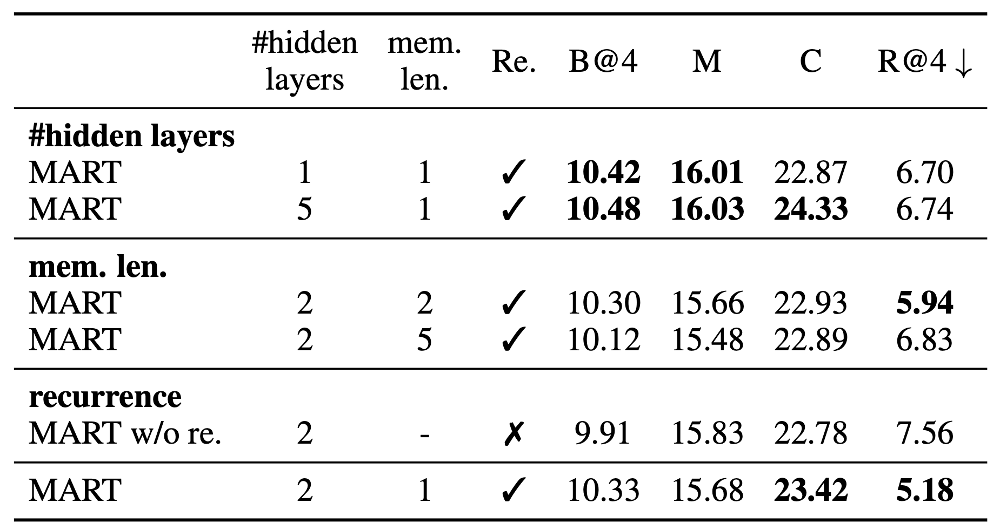 #hidden layers mem. len. Re. B@4 M C R@4 ↓
#hidden layers
MART 1 1 ✓ 10.42 16.01 22.87 6.70
MART 5 1 ✓ 10.48 16.03 24.33 6.74
mem. len.
MART 2 2 ✓ 10.30 15.66 22.93 5.94
MART 2 5 ✓ 10.12 15.48 22.89 6.83
recurrence
MART w/o re. 2 - ✗ 9.91 15.83 22.78 7.56
MART 2 1 ✓ 10.33 15.68 23.42 5.18